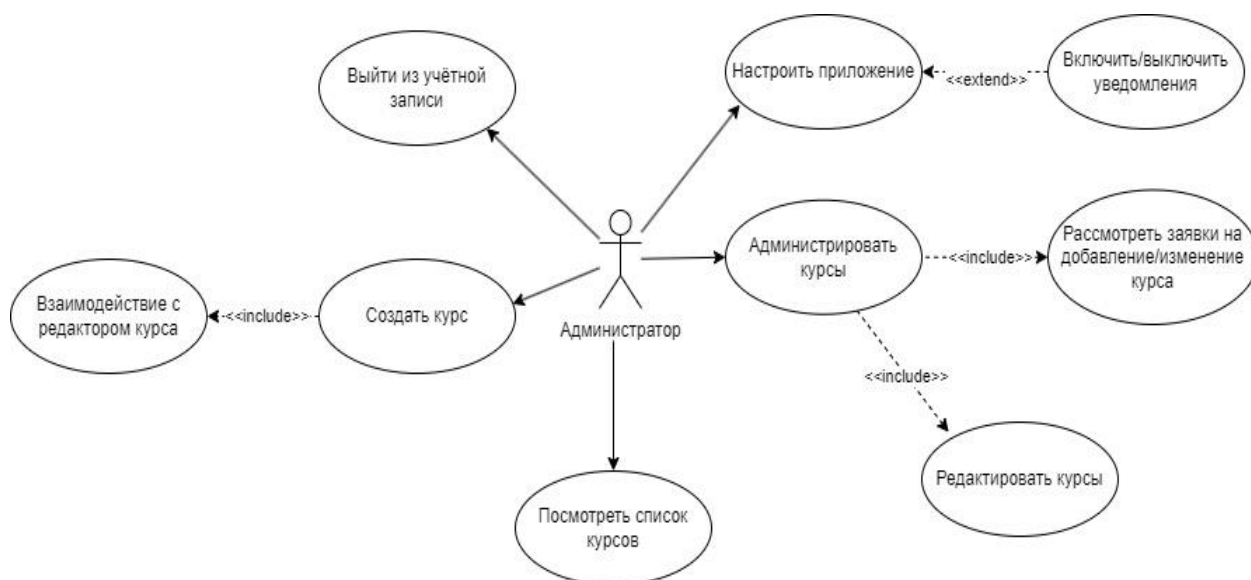 Выйти из учётной
записи
Настроить приложение
<<extend>>
Включить/выключить
уведомления
Администрировать
курсы
<<include>>
Рассмотреть заявки на
добавление/изменение
курса
Взаимодействие с
редактором курса
<<include>>
Создать курс
Администратор
<<include>>
Редактировать курсы
Посмотреть список
курсов